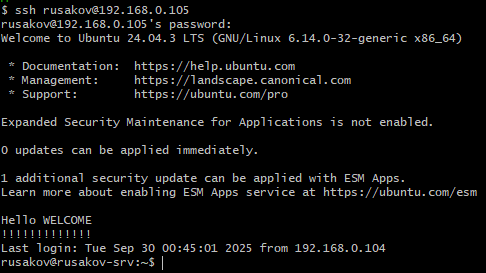 $ ssh rusakov@192.168.0.105
rusakov@192.168.0.105's password:
Welcome to Ubuntu 24.04.3 LTS (GNU/Linux 6.14.0-32-generic x86_64)
* Documentation:  https://help.ubuntu.com
* Management:     https://landscape.canonical.com
* Support:        https://ubuntu.com/pro
Expanded Security Maintenance for Applications is not enabled.
0 updates can be applied immediately.
1 additional security update can be applied with ESM Apps.
Learn more about enabling ESM Apps service at https://ubuntu.com/esm
Hello WELCOME
!!!!!!!!!!!!!
Last login: Tue Sep 30 00:45:01 2025 from 192.168.0.104
rusakov@rusakov-srv:~$